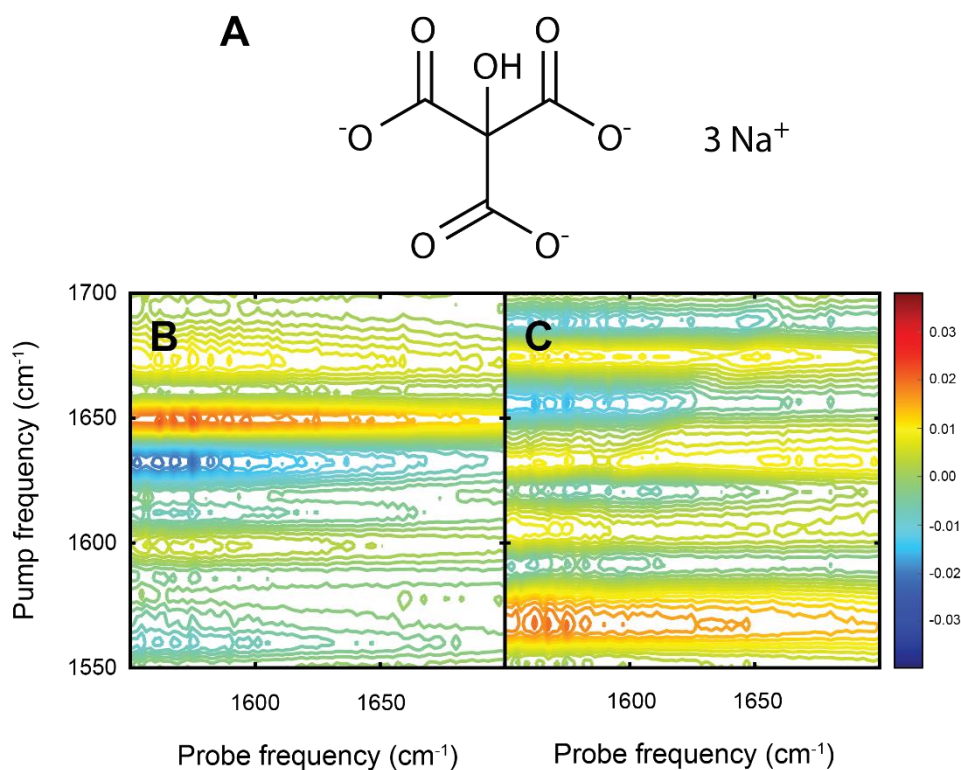 A
O
OH
O
⁻O
O⁻
3 Na⁺
O
O⁻
1700
B
C
0.03
1650
0.02
0.01
0.00
1600
-0.01
-0.02
-0.03
1550
1600
1650
1600
1650
Pump frequency (cm⁻¹)
Probe frequency (cm⁻¹)
Probe frequency (cm⁻¹)